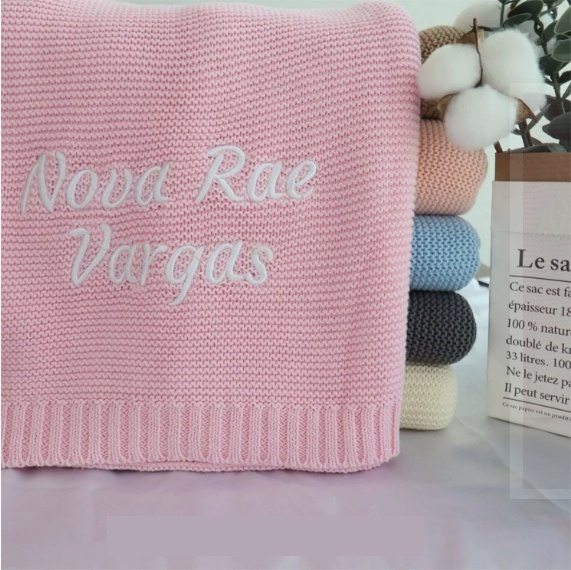 Nova Rae
Vargas
Le sa
Ce sac est fa
épaisseur 18
100 % natur
doublé de kr
33 litres. 100
Ne le jetez pa
Il peut servir